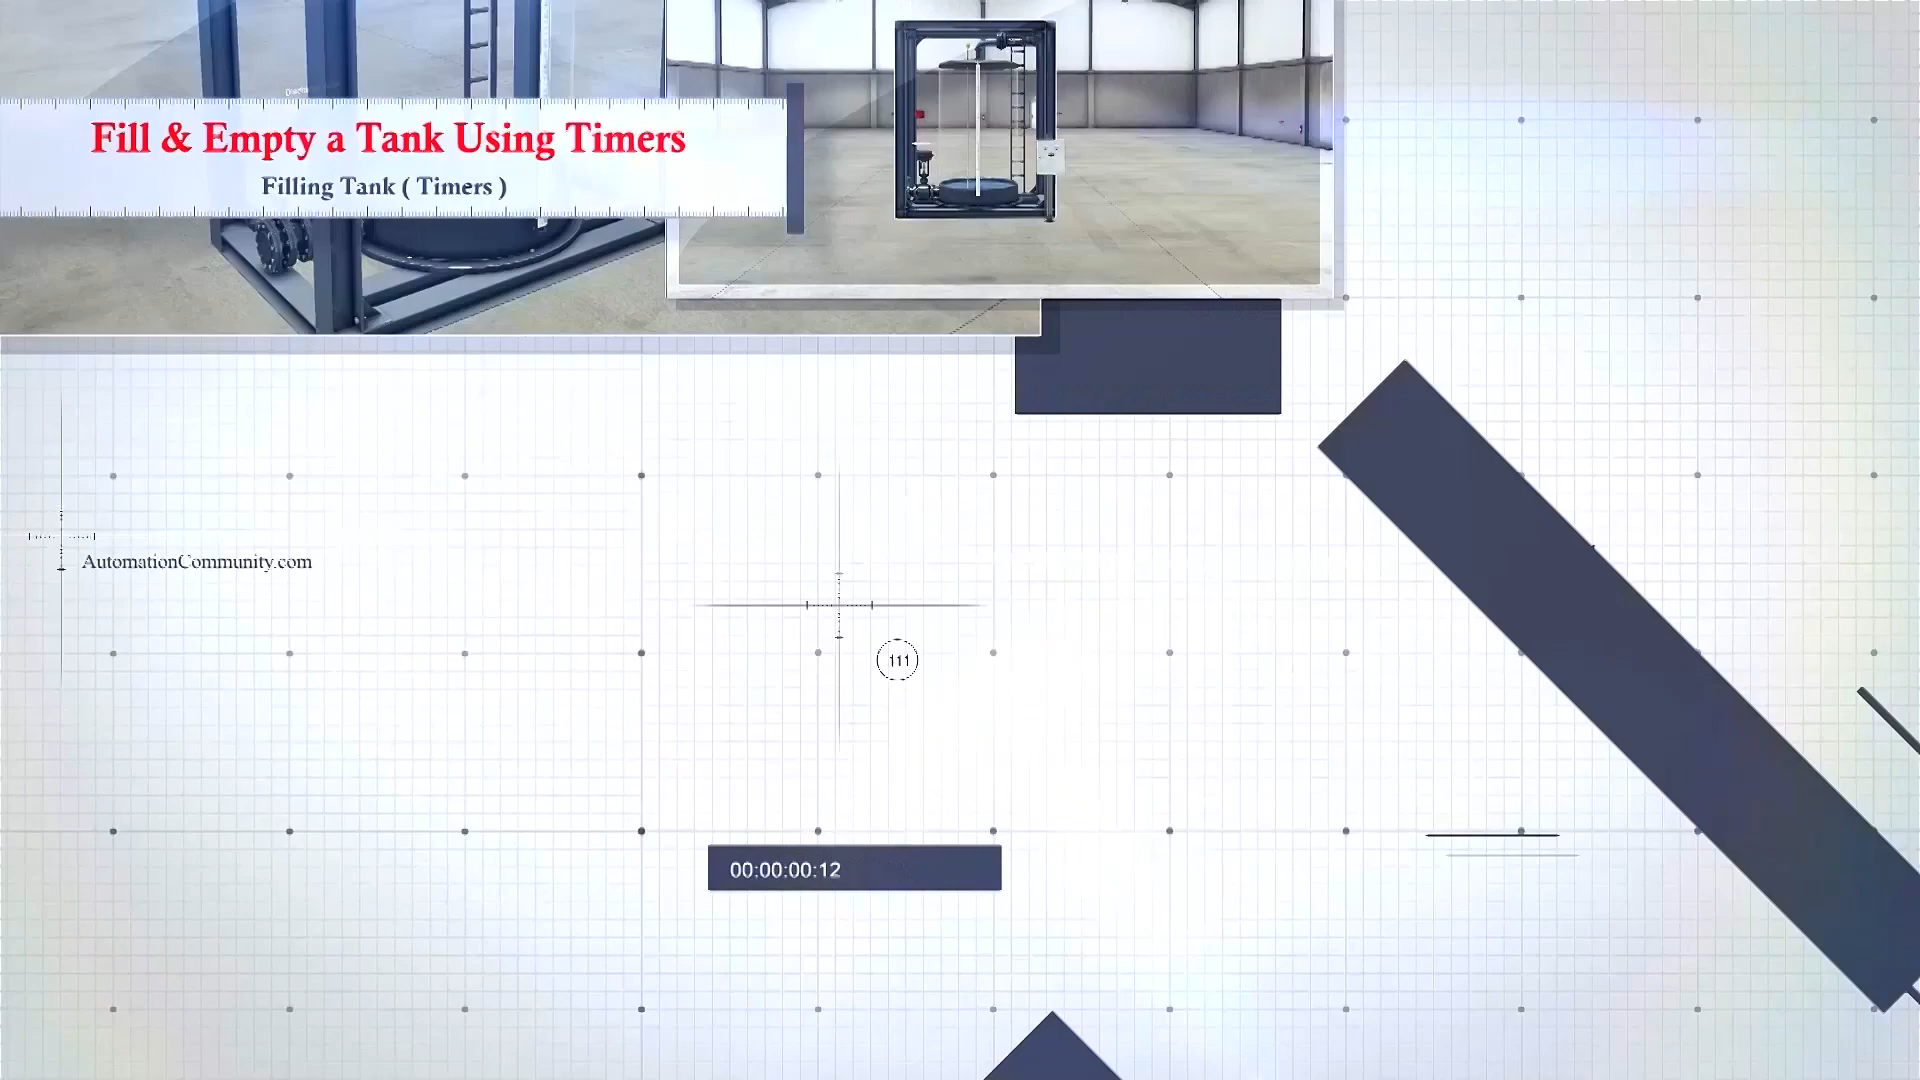 Fill & Empty a Tank Using Timers
Filling Tank ( Timers )
AutomationCommunity.com
111
00:00:00:12